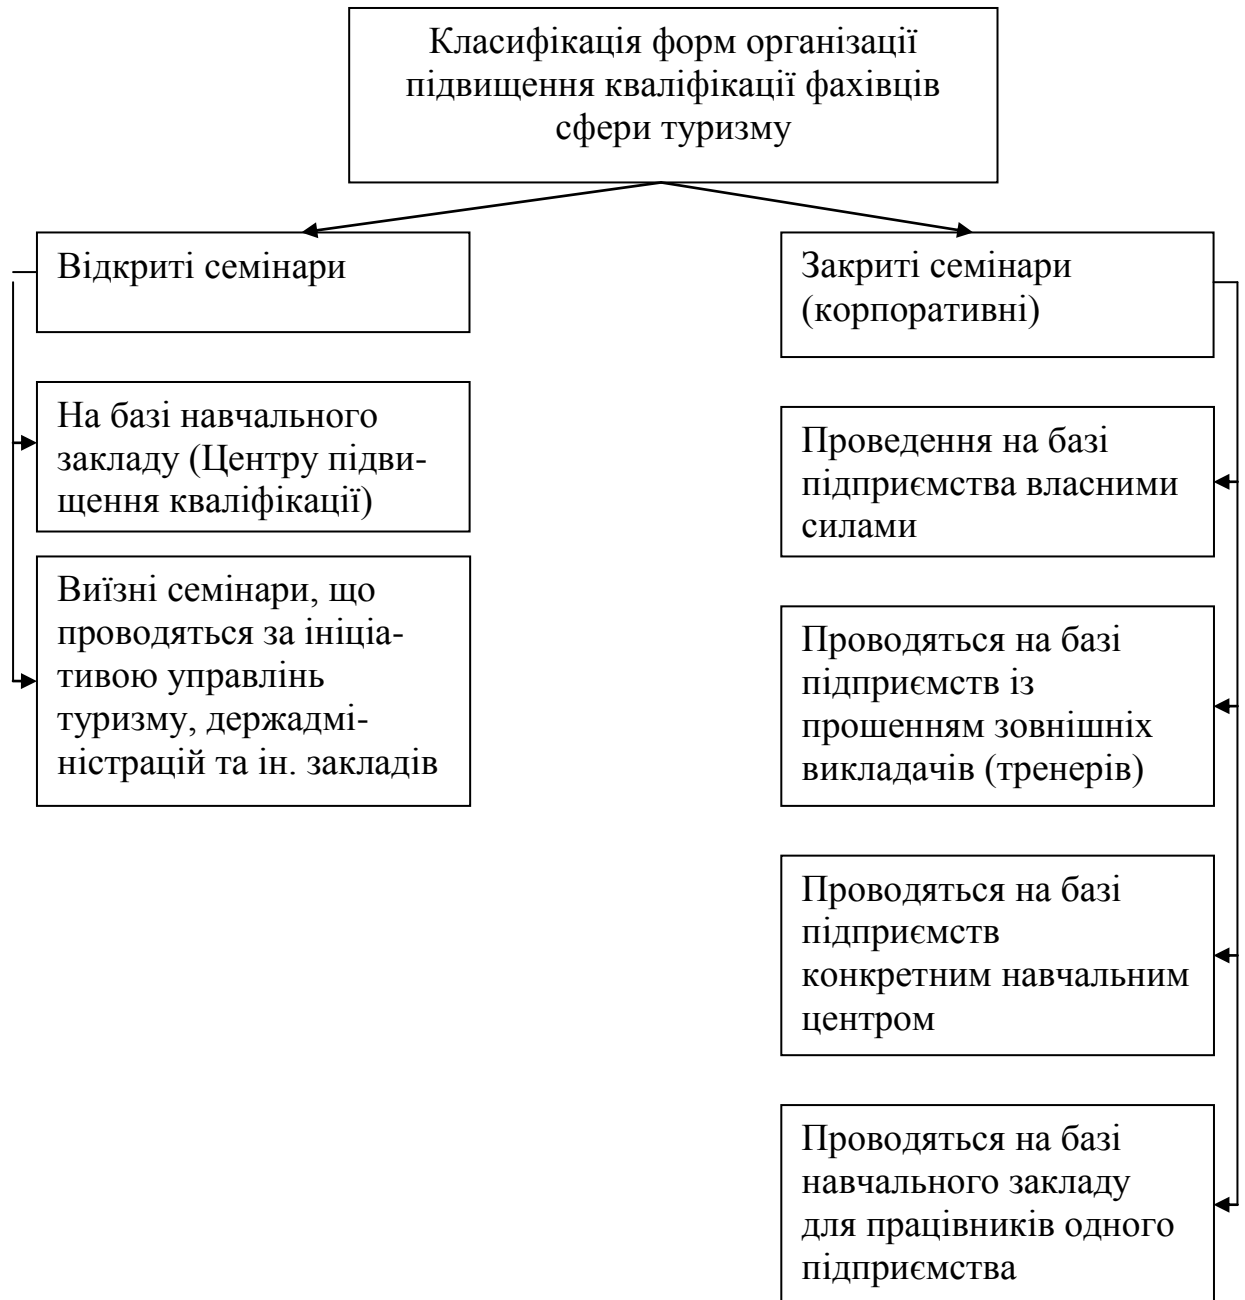 Класифікація форм організації
підвищення кваліфікації фахівців
сфери туризму
Відкриті семінари
На базі навчального
закладу (Центру підви-
щення кваліфікації)
Виїзні семінари, що
проводяться за ініціа-
тивою управлінь
туризму, держадмі-
ністрацій та ін. закладів
Закриті семінари
(корпоративні)
Проведення на базі
підприємства власними
силами
Проводяться на базі
підприємств із
прошенням зовнішніх
викладачів (тренерів)
Проводяться на базі
підприємств
конкретним навчальним
центром
Проводяться на базі
навчального закладу
для працівників одного
підприємства